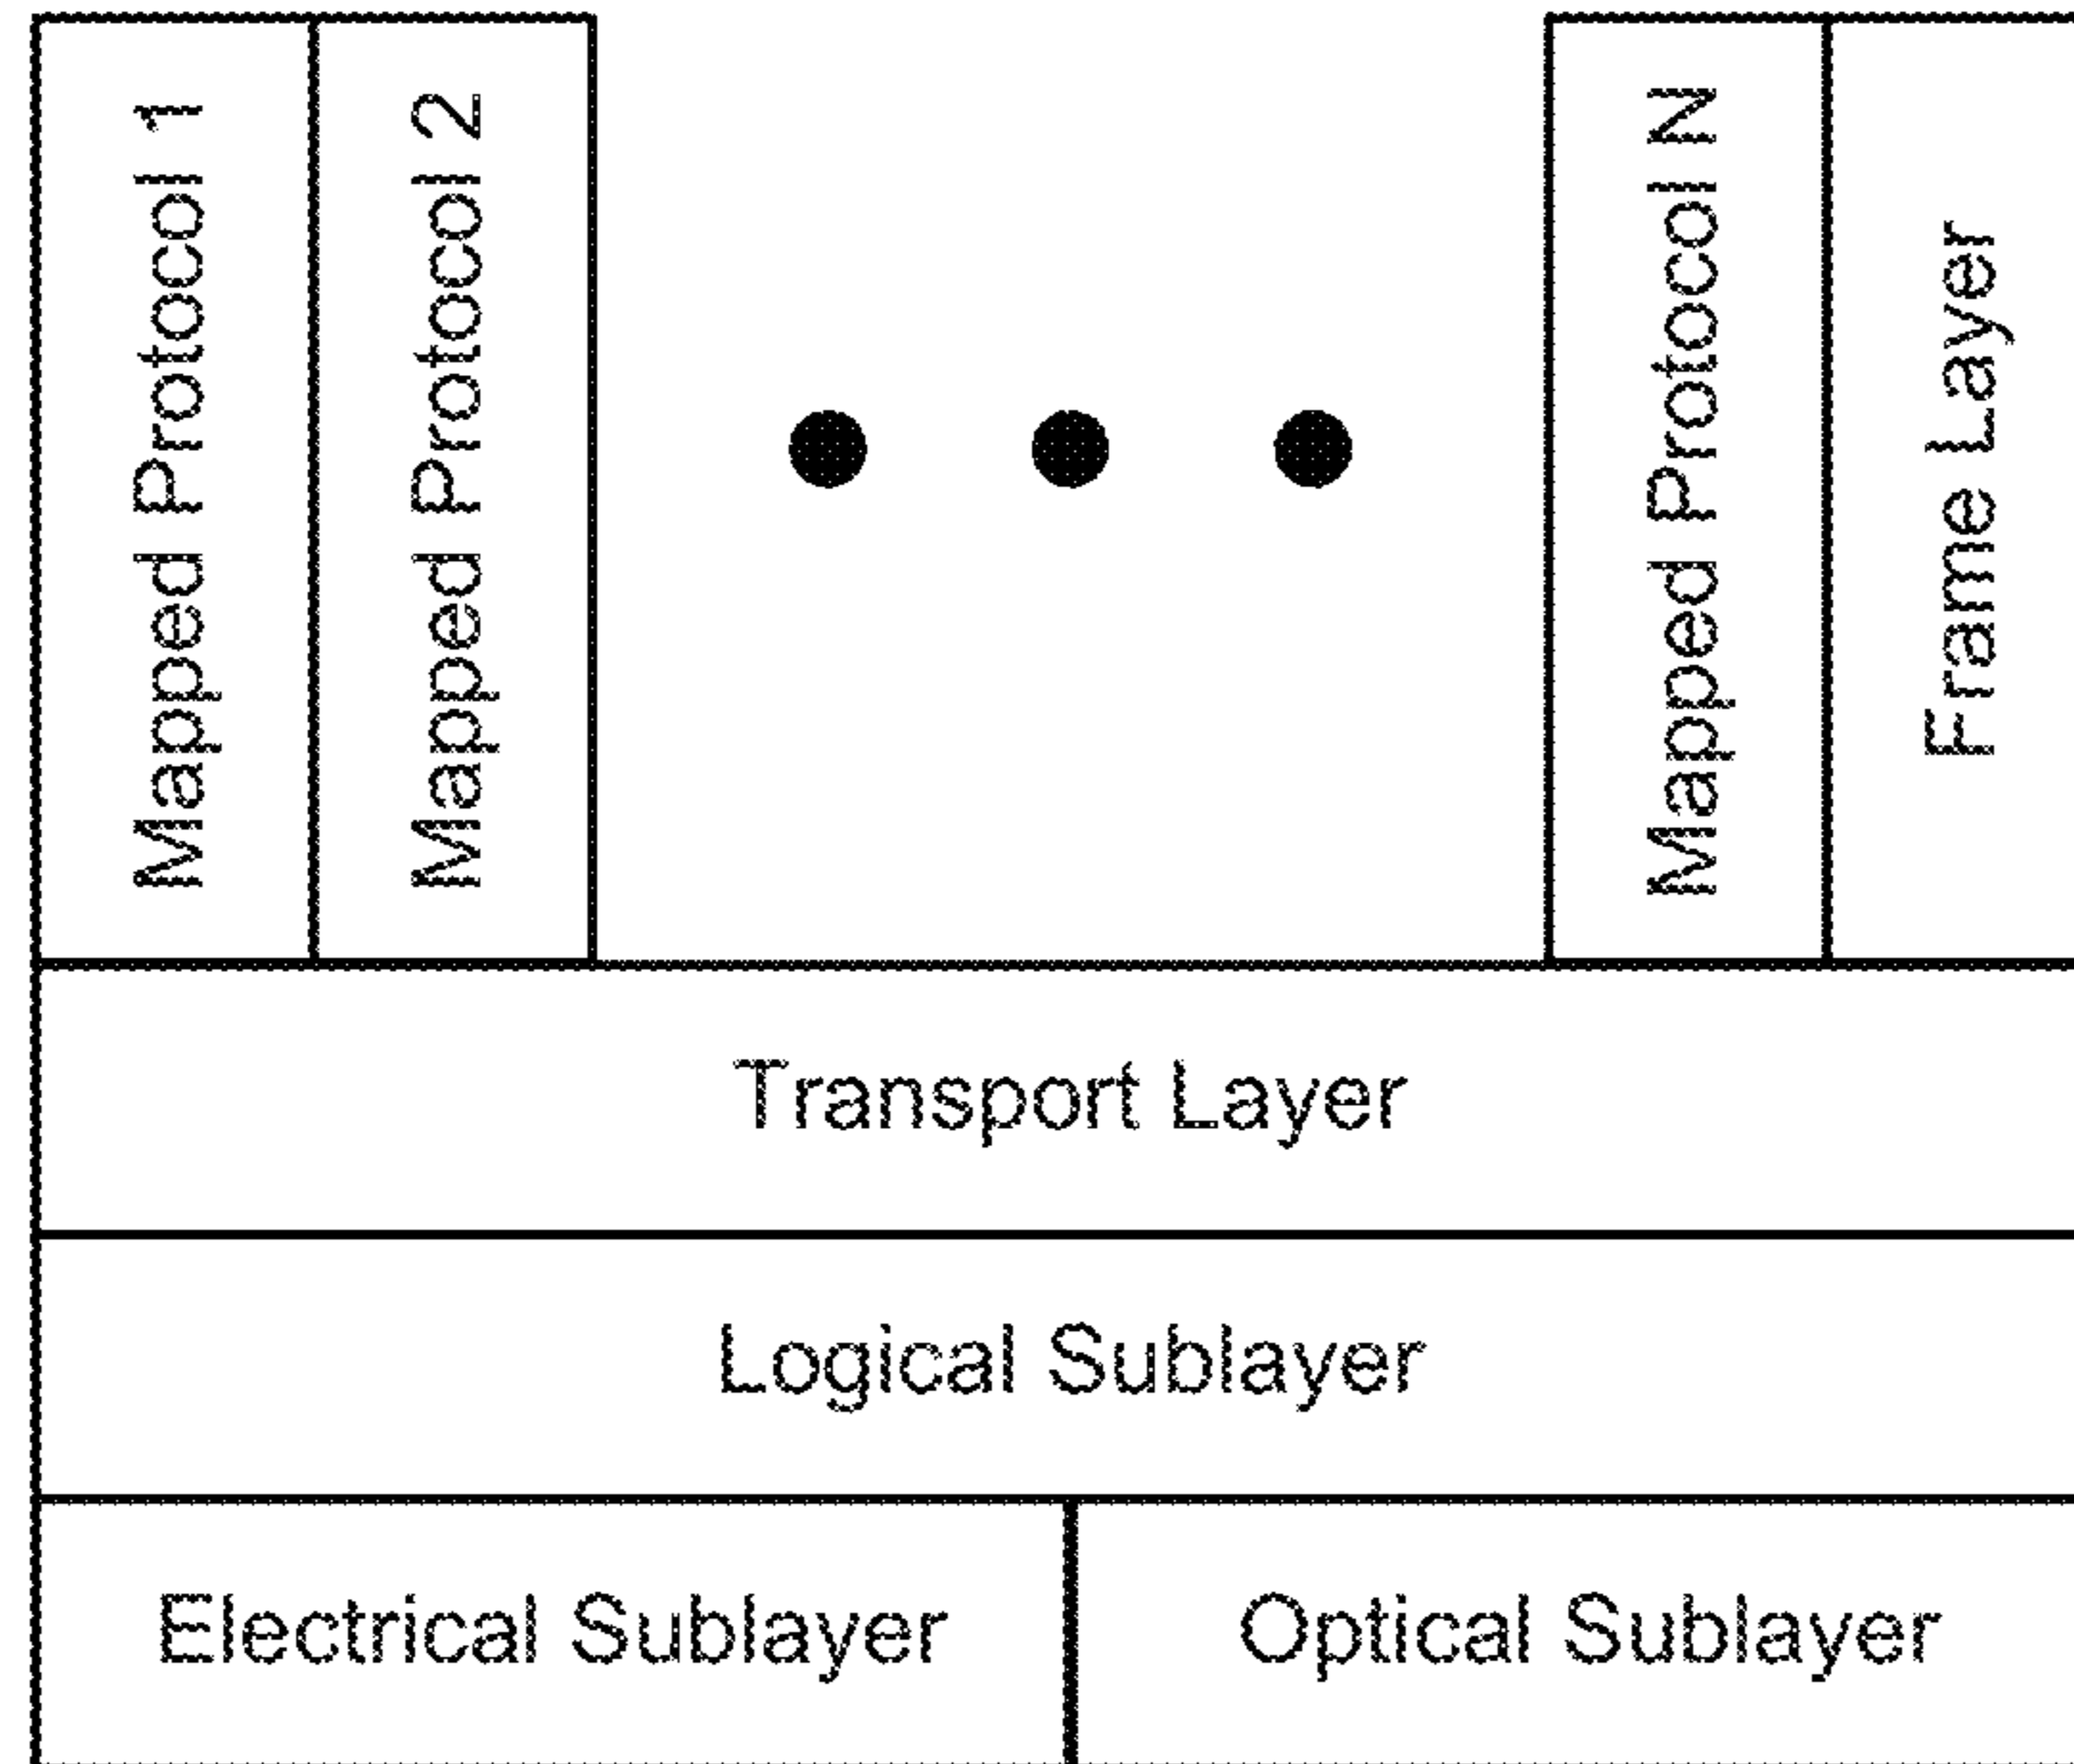 Mapped Protocol 1
Mapped Protocol 2
Mapped Protocol N
Frame Layer
Transport Layer
Logical Sublayer
Electrical Sublayer
Optical Sublayer